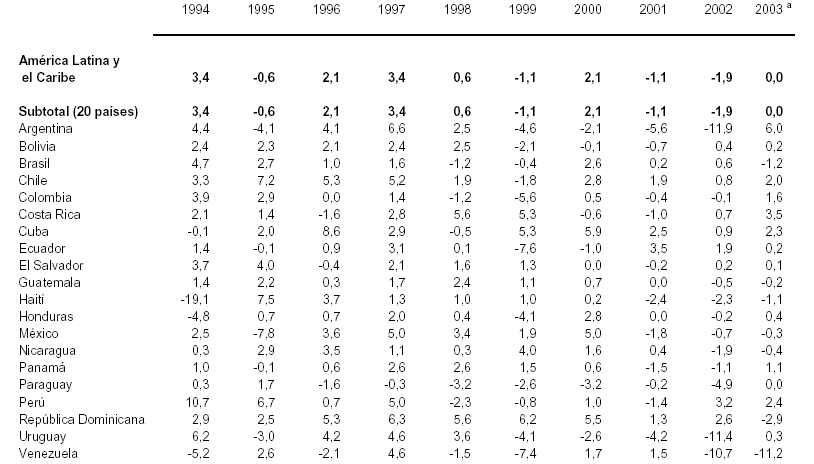 1994 1995 1996 1997 1998 1999 2000 2001 2002 2003 a
América Latina y
el Caribe 3,4 -0,6 2,1 3,4 0,6 -1,1 2,1 -1,1 -1,9 0,0
Subtotal (20 países) 3,4 -0,6 2,1 3,4 0,6 -1,1 2,1 -1,1 -1,9 0,0
Argentina 4,4 -4,1 4,1 6,6 2,5 -4,6 -2,1 -5,6 -11,9 6,0
Bolivia 2,4 2,3 2,1 2,4 2,5 -2,1 -0,1 -0,7 0,4 0,2
Brasil 4,7 2,7 1,0 1,6 -1,2 -0,4 2,6 0,2 0,6 -1,2
Chile 3,3 7,2 5,3 5,2 1,9 -1,8 2,8 1,9 0,8 2,0
Colombia 3,9 2,9 0,0 1,4 -1,2 -5,6 0,5 -0,4 -0,1 1,6
Costa Rica 2,1 1,4 -1,6 2,8 5,6 5,3 -0,6 -1,0 0,7 3,5
Cuba -0,1 2,0 8,6 2,9 -0,5 5,3 5,9 2,5 0,9 2,3
Ecuador 1,4 -0,1 0,9 3,1 0,1 -7,6 -1,0 3,5 1,9 0,2
El Salvador 3,7 4,0 -0,4 2,1 1,6 1,3 0,0 -0,2 0,2 0,1
Guatemala 1,4 2,2 0,3 1,7 2,4 1,1 0,7 0,0 -0,5 -0,2
Haití -19,1 7,5 3,7 1,3 1,0 1,0 0,2 -2,4 -2,3 -1,1
Honduras -4,8 0,7 0,7 2,0 0,4 -4,1 2,8 0,0 -0,2 0,4
México 2,5 -7,8 3,6 5,0 3,4 1,9 5,0 -1,8 -0,7 -0,3
Nicaragua 0,3 2,9 3,5 1,1 0,3 4,0 1,6 0,4 -1,9 -0,4
Panamá 1,0 -0,1 0,6 2,6 2,6 1,5 0,6 -1,5 -1,1 1,1
Paraguay 0,3 1,7 -1,6 -0,3 -3,2 -2,6 -3,2 -0,2 -4,9 0,0
Perú 10,7 6,7 0,7 5,0 -2,3 -0,8 1,0 -1,4 3,2 2,4
República Dominicana 2,9 2,5 5,3 6,3 5,6 6,2 5,5 1,3 2,6 -2,9
Uruguay 6,2 -3,0 4,2 4,6 3,6 -4,1 -2,6 -4,2 -11,4 0,3
Venezuela -5,2 2,6 -2,1 4,6 -1,5 -7,4 1,7 1,5 -10,7 -11,2